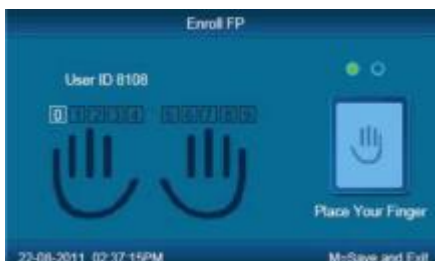 Enroll FP
User ID 8108
0 1 2 3 4 5 6 7 8 9
Place Your Finger
22-08-2011 02:37:15PM
M=Save and Exit